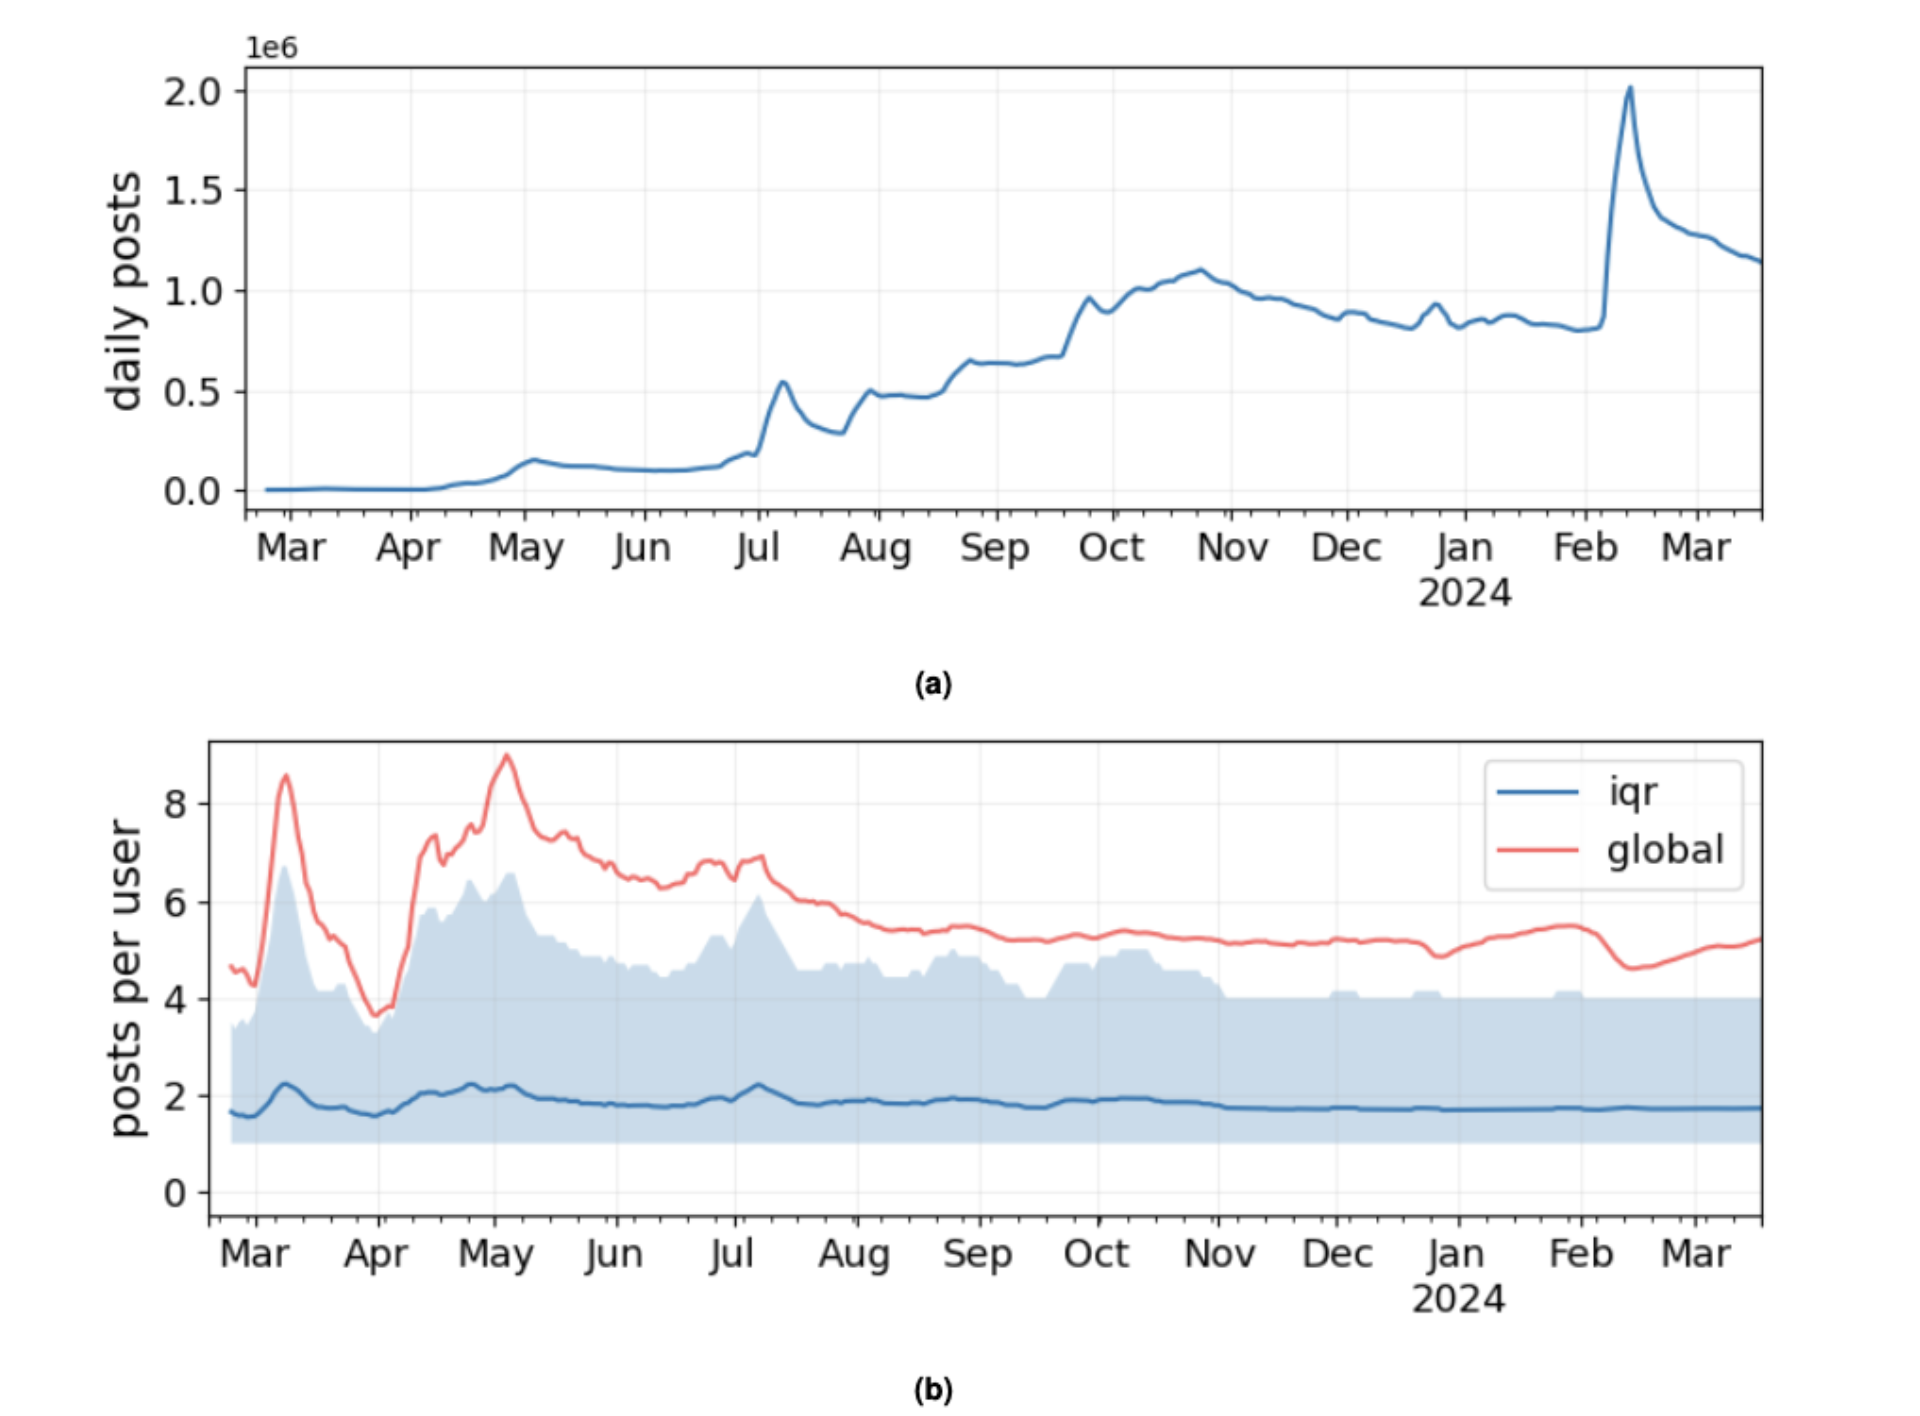 1e6
2.0
1.5
1.0
0.5
0.0
daily posts
Mar Apr May Jun Jul Aug Sep Oct Nov Dec Jan Feb Mar
2024
(a)
8
6
4
2
0
posts per user
iqr
global
Mar Apr May Jun Jul Aug Sep Oct Nov Dec Jan Feb Mar
2024
(b)